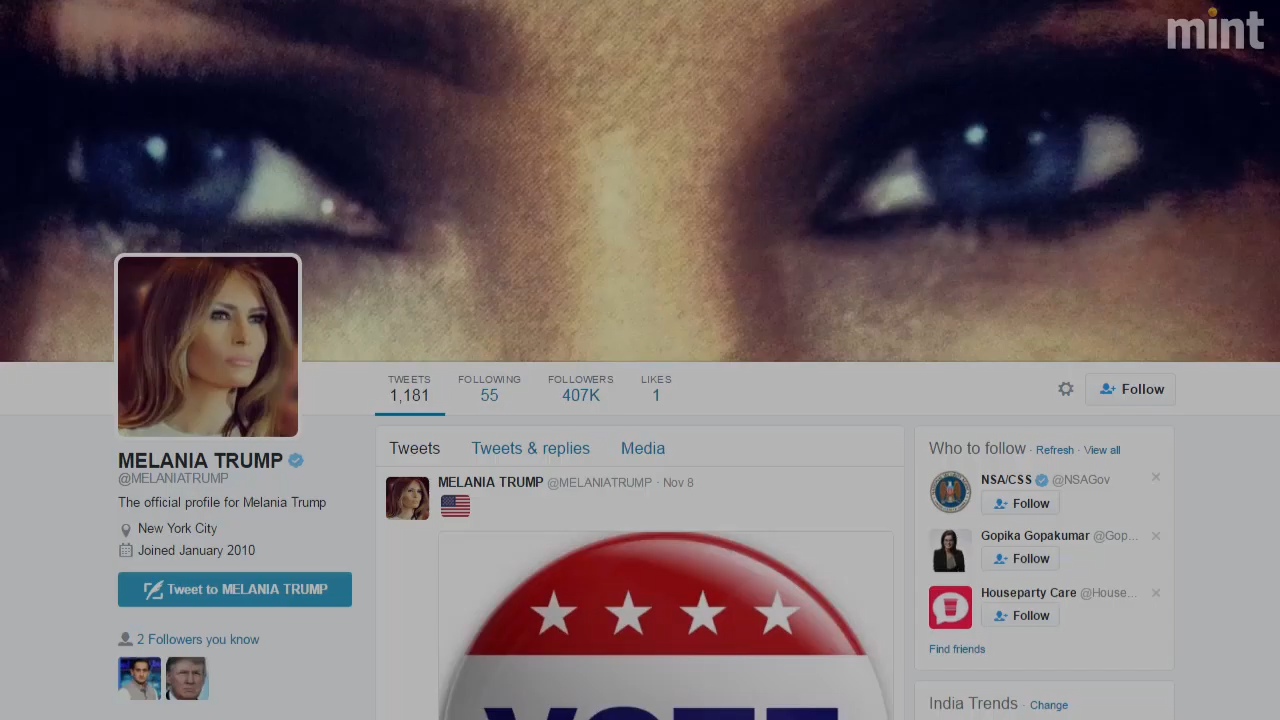 mint
TWEETS
1,181
FOLLOWING
55
FOLLOWERS
407K
LIKES
1
Follow
MELANIA TRUMP
@MELANIATRUMP
The official profile for Melania Trump
New York City
Joined January 2010
Tweet to MELANIA TRUMP
2 Followers you know
Tweets
Tweets & replies
Media
MELANIA TRUMP @MELANIATRUMP · Nov 8
VOTE
Who to follow · Refresh · View all
NSA/CSS @NSAGov
Follow
Gopika Gopakumar @Gop...
Follow
Houseparty Care @House...
Follow
Find friends
India Trends · Change